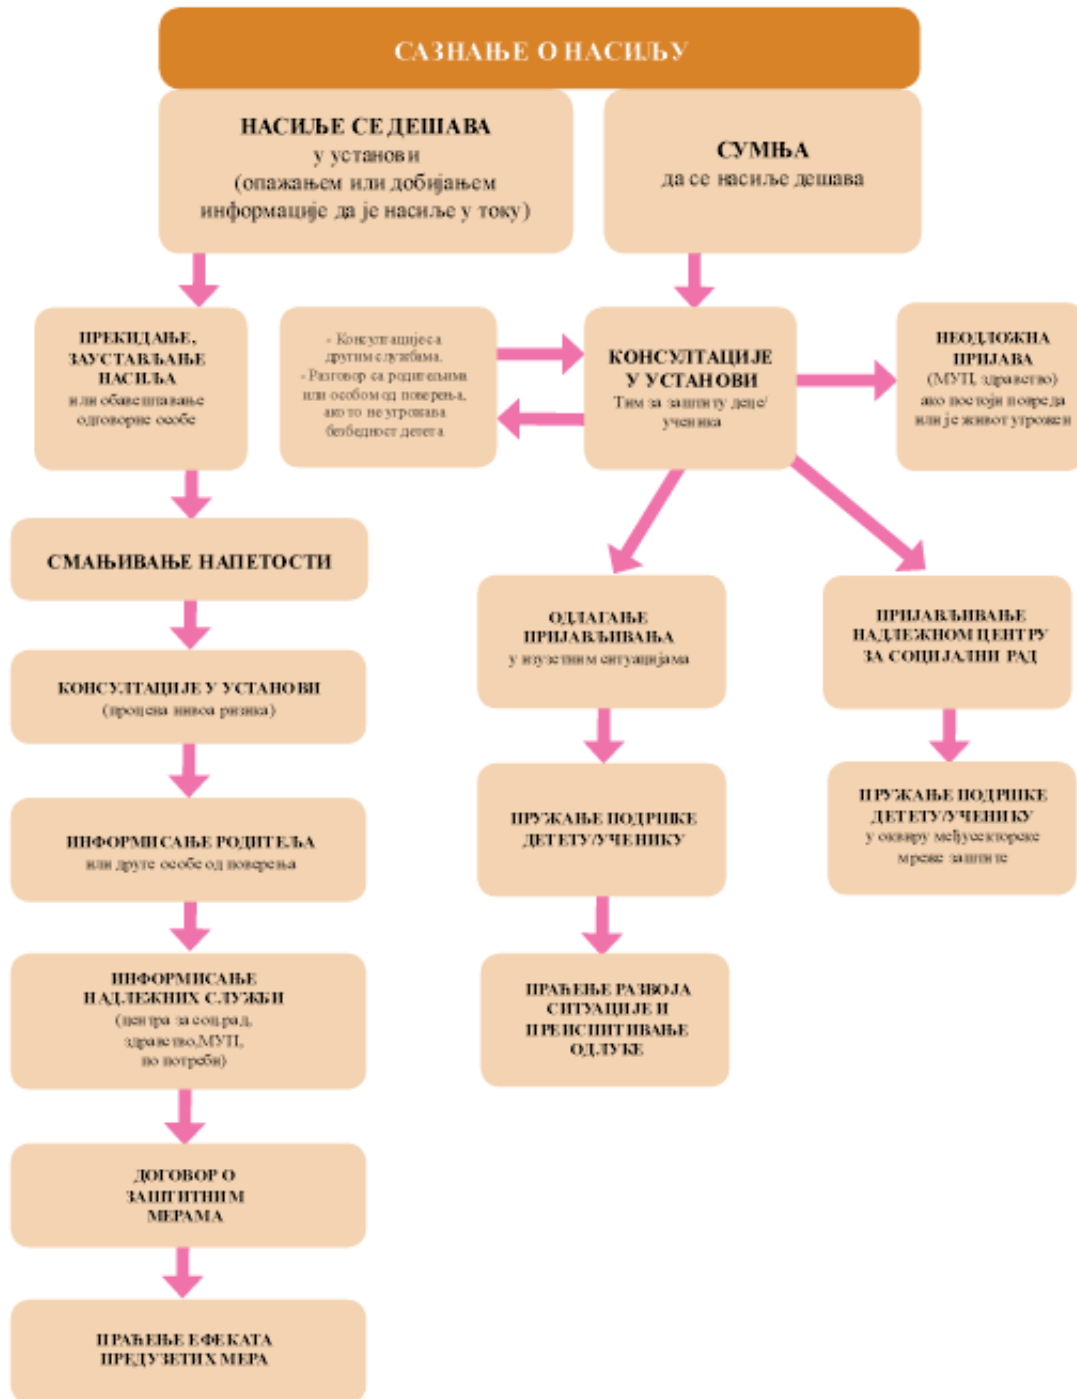 САЗНАЊЕ О НАСИЉУ
НАСИЉЕ СЕ ДЕШАВА
у установи
(опажањем или добијањем
информације да је насиље у току)
СУМЊА
да се насиље дешава
ПРЕКИДАЊЕ,
ЗАУСТАВЉАЊЕ
НАСИЉА
или обавештавање
одговорне особе
- Консултације са
другим службама.
- Разговор са родитељима
или особом од поверења,
ако то не угрожава
безбедност детета
КОНСУЛТАЦИЈЕ
У УСТАНОВИ
Тим за заштиту деце/
ученика
НЕОДЛОЖНА
ПРИЈАВА
(МУП, здравство)
ако постоји повреда
или је живот угрожен
СМАЊИВАЊЕ НАПЕТОСТИ
КОНСУЛТАЦИЈЕ У УСТАНОВИ
(процена нивоа ризика)
ИНФОРМИСАЊЕ РОДИТЕЉА
или друге особе од поверења
ИНФОРМИСАЊЕ
НАДЛЕЖНИХ СЛУЖБИ
(центра за соц.рад,
здравство,МУП,
по потреби)
ДОГОВОР О
ЗАШТИТНИМ
МЕРАМА
ПРАЋЕЊЕ ЕФЕКАТА
ПРЕДУЗЕТИХ МЕРА
ОДЛАГАЊЕ
ПРИЈАВЉИВАЊА
у изузетним ситуацијама
ПРУЖАЊЕ ПОДРШКЕ
ДЕТЕТУ/УЧЕНИКУ
ПРАЋЕЊЕ РАЗВОЈА
СИТУАЦИЈЕ И
ПРЕИСПИТИВАЊЕ
ОДЛУКЕ
ПРИЈАВЉИВАЊЕ
НАДЛЕЖНОМ ЦЕНТРУ
ЗА СОЦИЈАЛНИ РАД
ПРУЖАЊЕ ПОДРШКЕ
ДЕТЕТУ/УЧЕНИКУ
у оквиру међусекторске
мреже заштите